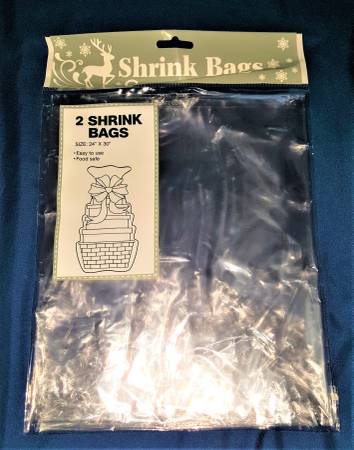 Shrink Bags
2 SHRINK
BAGS
SIZE: 24" X 30"
• Easy to use
• Food safe